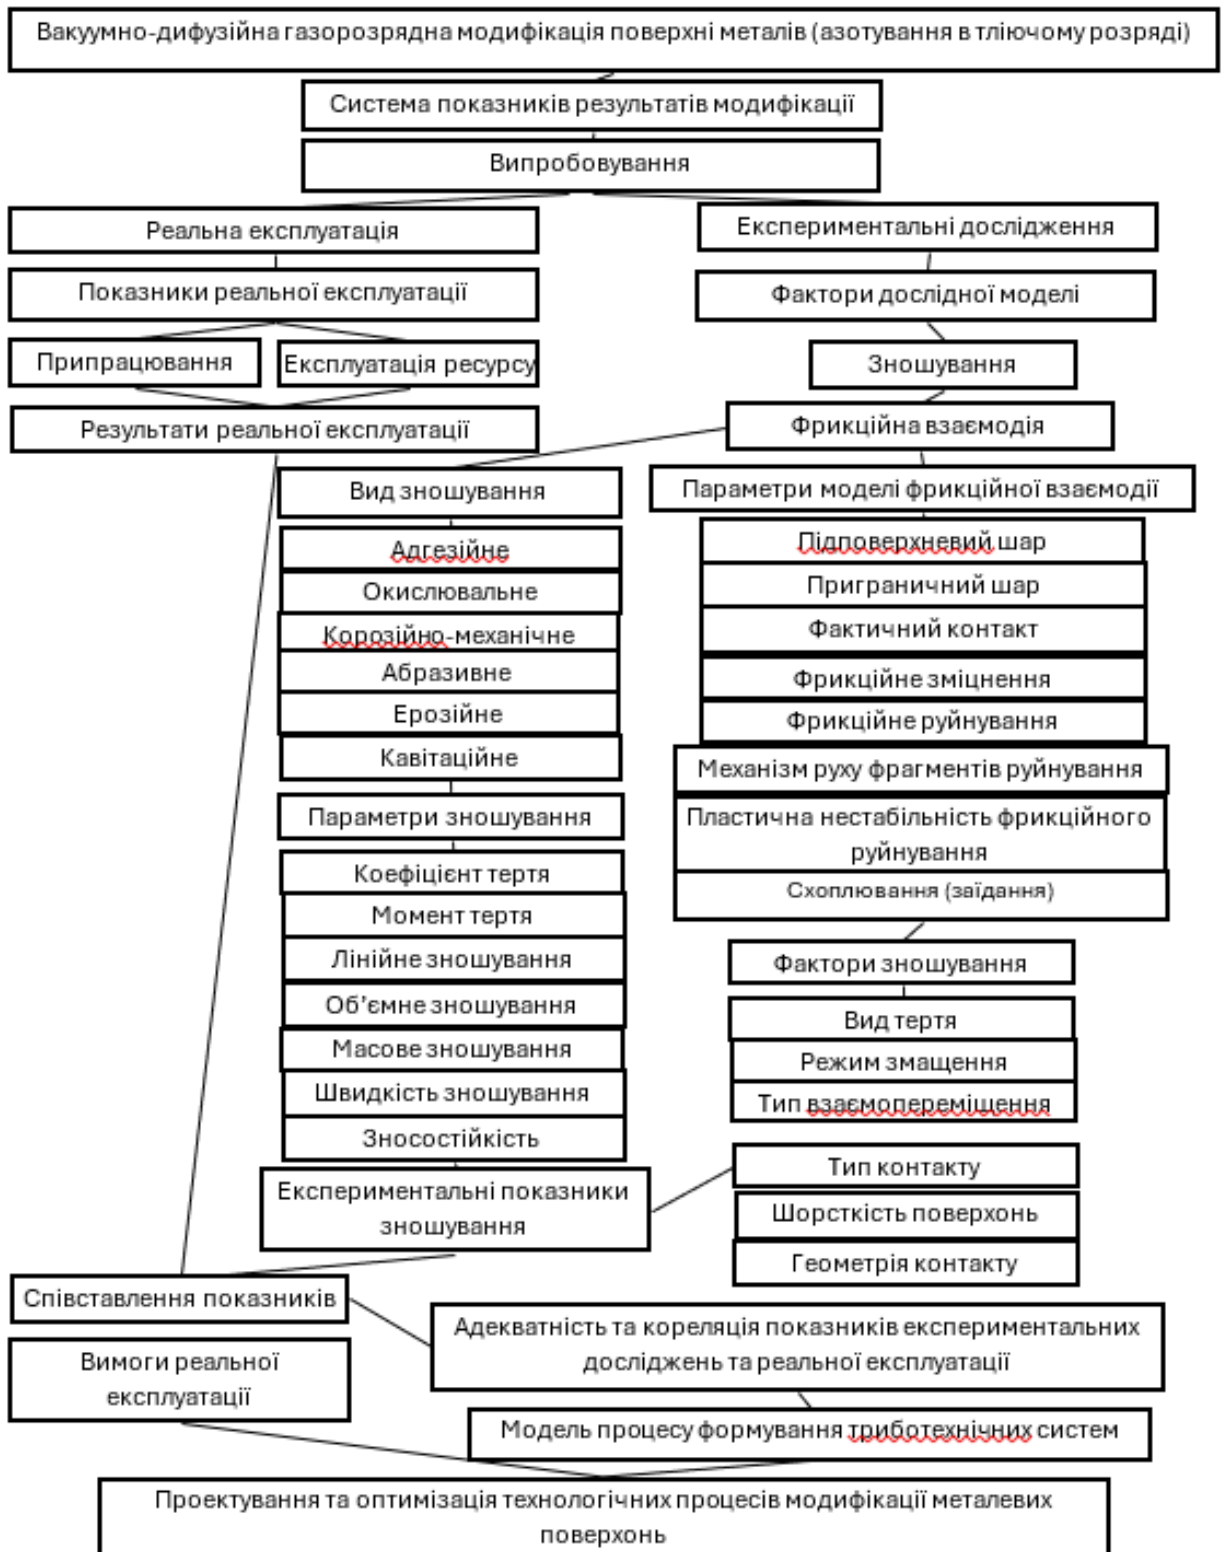 Вакуумно-дифузійна газорозрядна модифікація поверхні металів (азотування в тліючому розряді)
Система показників результатів модифікації
Випробовування
Реальна експлуатація
Експериментальні дослідження
Показники реальної експлуатації
Фактори дослідної моделі
Припрацювання
Експлуатація ресурсу
Зношування
Результати реальної експлуатації
Фрикційна взаємодія
Вид зношування
Параметри моделі фрикційної взаємодії
Адгезійне
Окислювальне
Корозійно-механічне
Абразивне
Ерозійне
Кавітаційне
Підповерхневий шар
Приграничний шар
Фактичний контакт
Фрикційне зміцнення
Фрикційне руйнування
Механізм руху фрагментів руйнування
Пластична нестабільність фрикційного
руйнування
Схоплювання (заїдання)
Параметри зношування
Коефіцієнт тертя
Момент тертя
Лінійне зношування
Об'ємне зношування
Масове зношування
Швидкість зношування
Зносостійкість
Фактори зношування
Вид тертя
Режим змащення
Тип взаємопереміщення
Тип контакту
Шорсткість поверхонь
Геометрія контакту
Експериментальні показники
зношування
Співставлення показників
Адекватність та кореляція показників експериментальних
досліджень та реальної експлуатації
Вимоги реальної
експлуатації
Модель процесу формування триботехнічних систем
Проектування та оптимізація технологічних процесів модифікації металевих
поверхонь